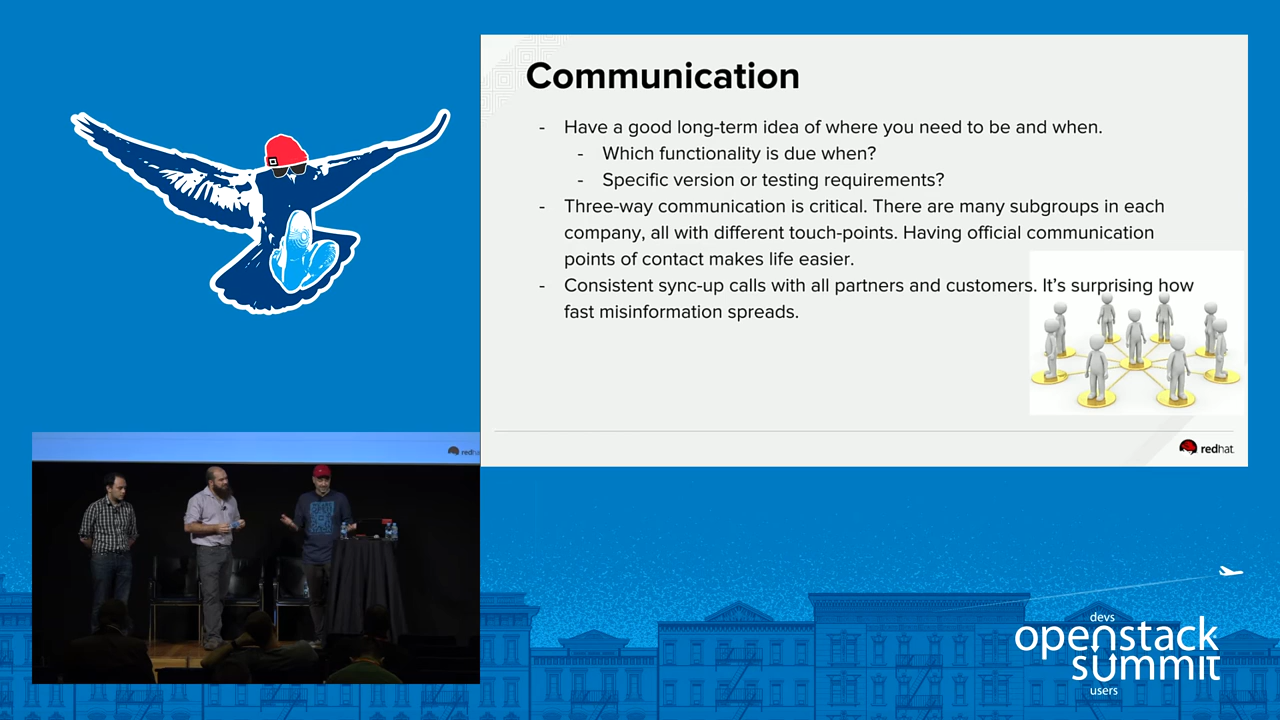 Communication
- Have a good long-term idea of where you need to be and when.
- Which functionality is due when?
- Specific version or testing requirements?
- Three-way communication is critical. There are many subgroups in each
company, all with different touch-points. Having official communication
points of contact makes life easier.
- Consistent sync-up calls with all partners and customers. It's surprising how
fast misinformation spreads.
redhat
redha
devs
openstack
summit
users